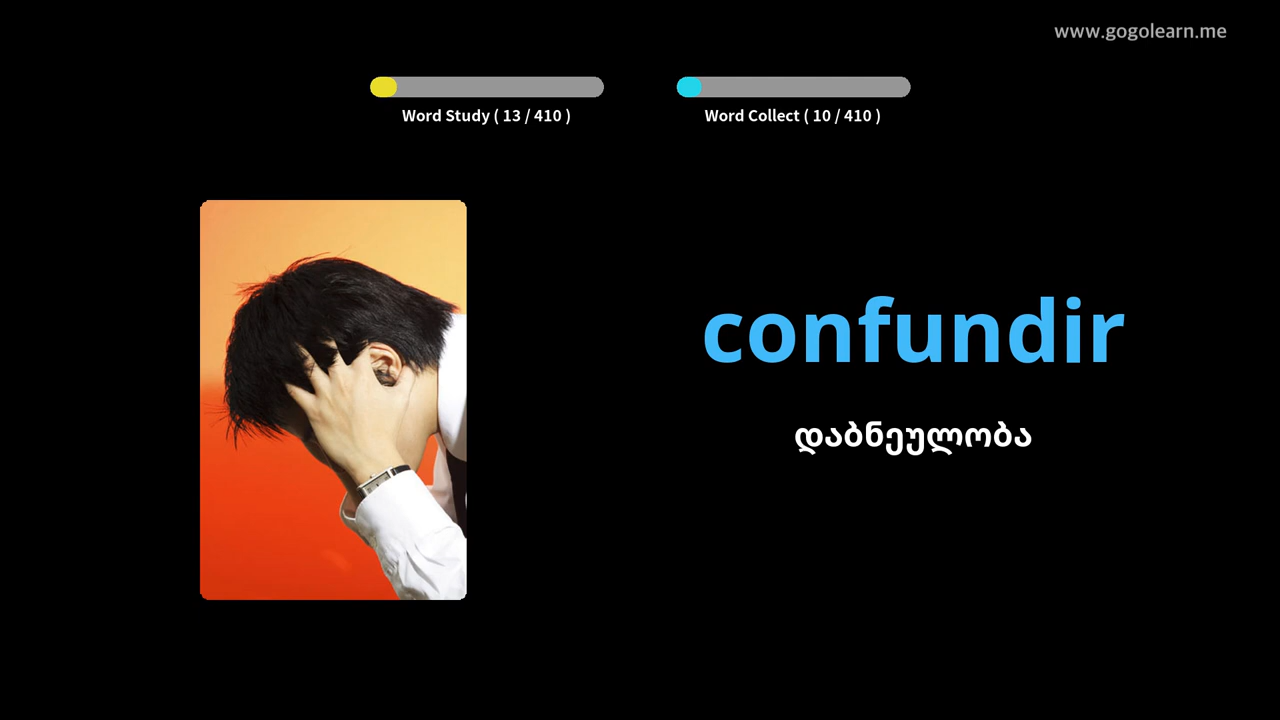 www.gogolearn.me
Word Study ( 13 / 410 )
Word Collect ( 10 / 410 )
confundir
დაბნეულობა